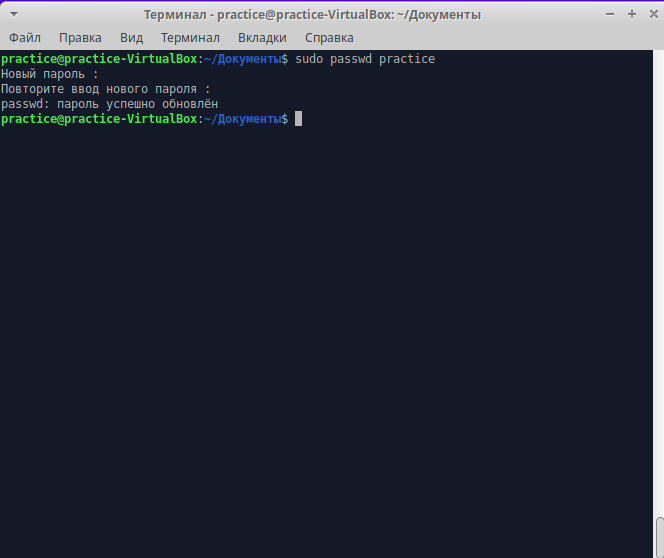 Терминал - practice@practice-VirtualBox: ~/Документы
Файл Правка Вид Терминал Вкладки Справка
practice@practice-VirtualBox:~/Документы$ sudo passwd practice
Новый пароль :
Повторите ввод нового пароля :
passwd: пароль успешно обновлён
practice@practice-VirtualBox:~/Документы$